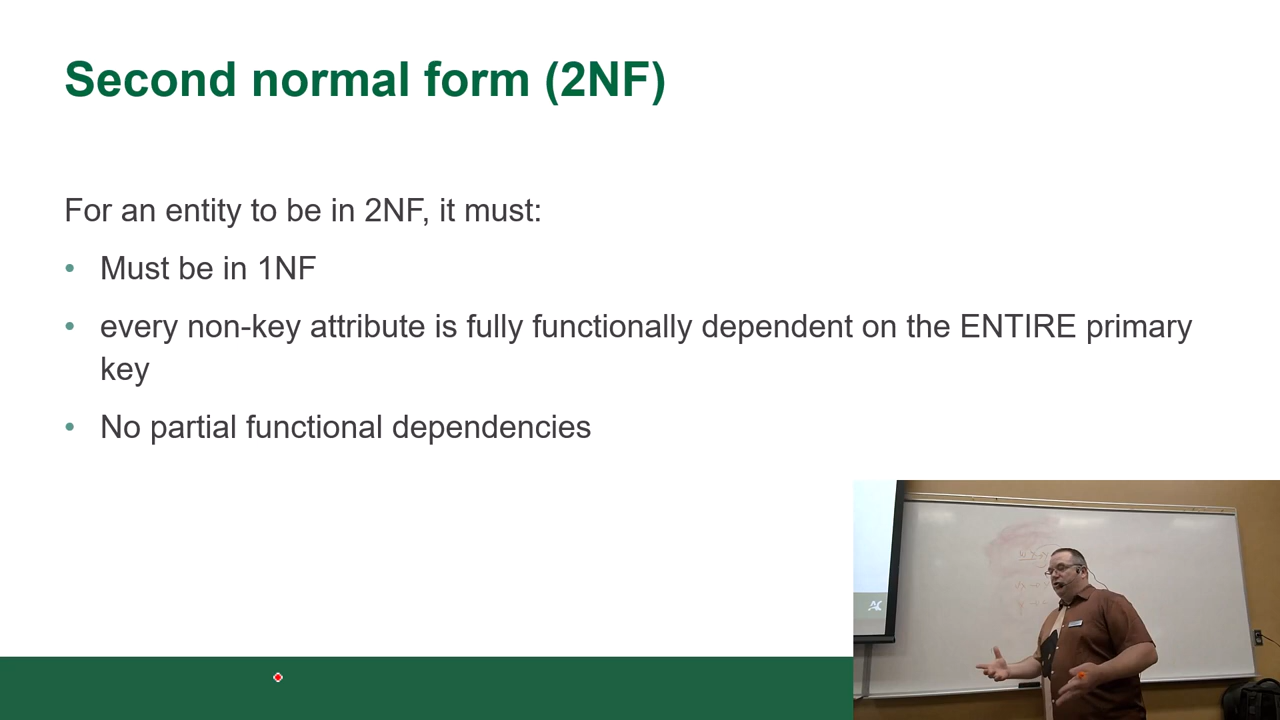 Second normal form (2NF)
For an entity to be in 2NF, it must:
• Must be in 1NF
• every non-key attribute is fully functionally dependent on the ENTIRE primary
key
• No partial functional dependencies